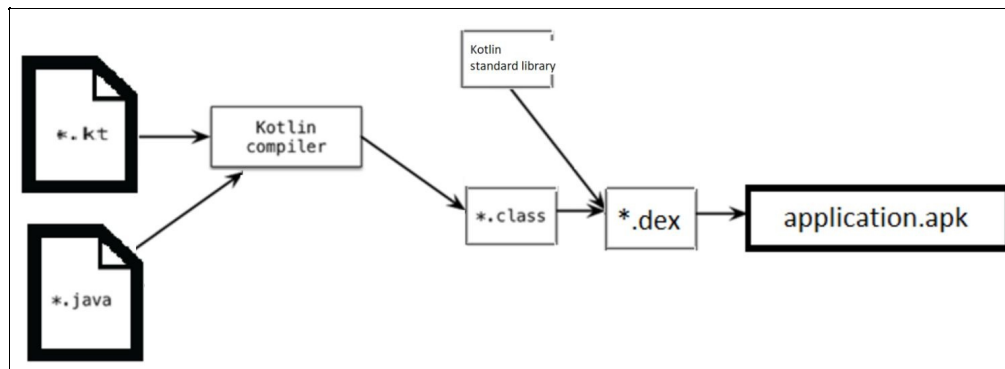 *.kt
Kotlin
compiler
*.java
Kotlin
standard library
*.class
*.dex
application.apk